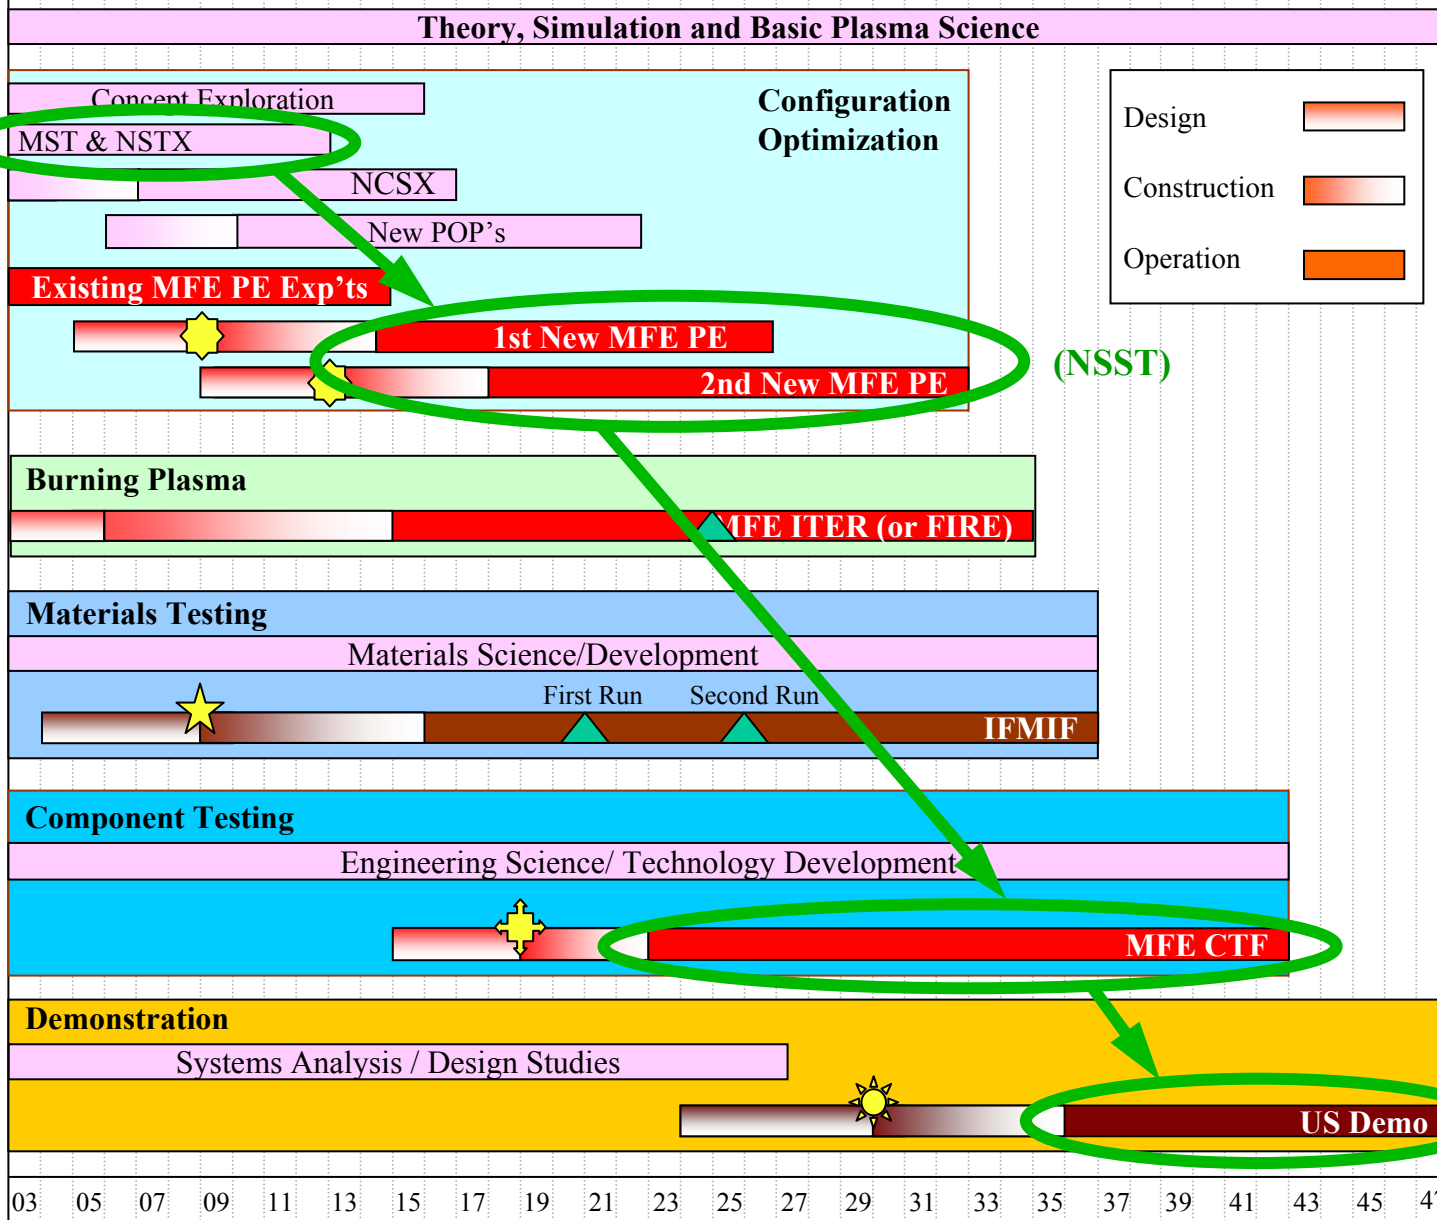 Theory, Simulation and Basic Plasma Science
Concept Exploration
Configuration
Optimization
MST & NSTX
NCSX
New POP's
Existing MFE PE Exp'ts
1st New MFE PE
2nd New MFE PE
(NSST)
Design
Construction
Operation
Burning Plasma
MFE ITER (or FIRE)
Materials Testing
Materials Science/Development
First Run Second Run
IFMIF
Component Testing
Engineering Science/ Technology Development
MFE CTF
Demonstration
Systems Analysis / Design Studies
US Demo
03 05 07 09 11 13 15 17 19 21 23 25 27 29 31 33 35 37 39 41 43 45